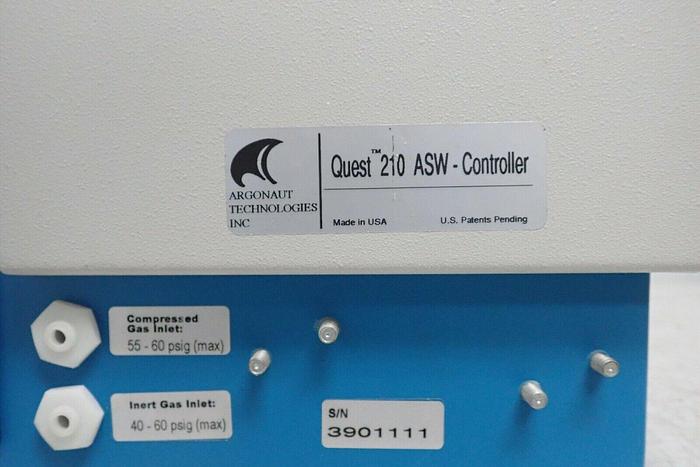 Quest™ 210 ASW - Controller
ARGONAUT
TECHNOLOGIES
INC
Made in USA U.S. Patents Pending
Compressed
Gas Inlet:
55 - 60 psig (max)
Inert Gas Inlet:
40 - 60 psig (max)
S/N
3901111